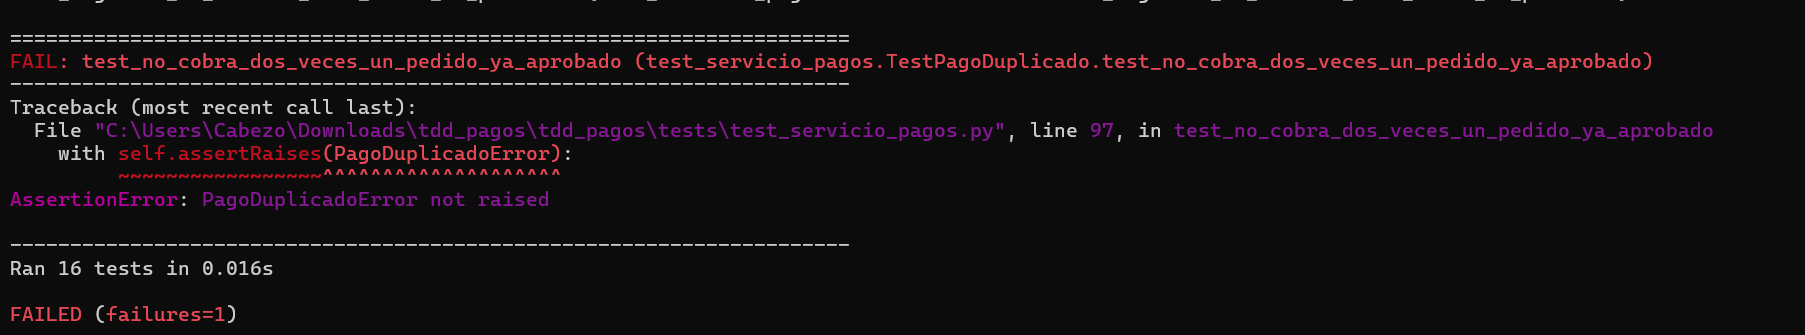 ======================================================================
FAIL: test_no_cobra_dos_veces_un_pedido_ya_aprobado (test_servicio_pagos.TestPagoDuplicado.test_no_cobra_dos_veces_un_pedido_ya_aprobado)
----------------------------------------------------------------------
Traceback (most recent call last):
  File "C:\Users\Cabezo\Downloads\tdd_pagos\tdd_pagos\tests\test_servicio_pagos.py", line 97, in test_no_cobra_dos_veces_un_pedido_ya_aprobado
    with self.assertRaises(PagoDuplicadoError):
         ~~~~~~~~~~~~~~~~~^^^^^^^^^^^^^^^^^^^^
AssertionError: PagoDuplicadoError not raised
----------------------------------------------------------------------
Ran 16 tests in 0.016s
FAILED (failures=1)